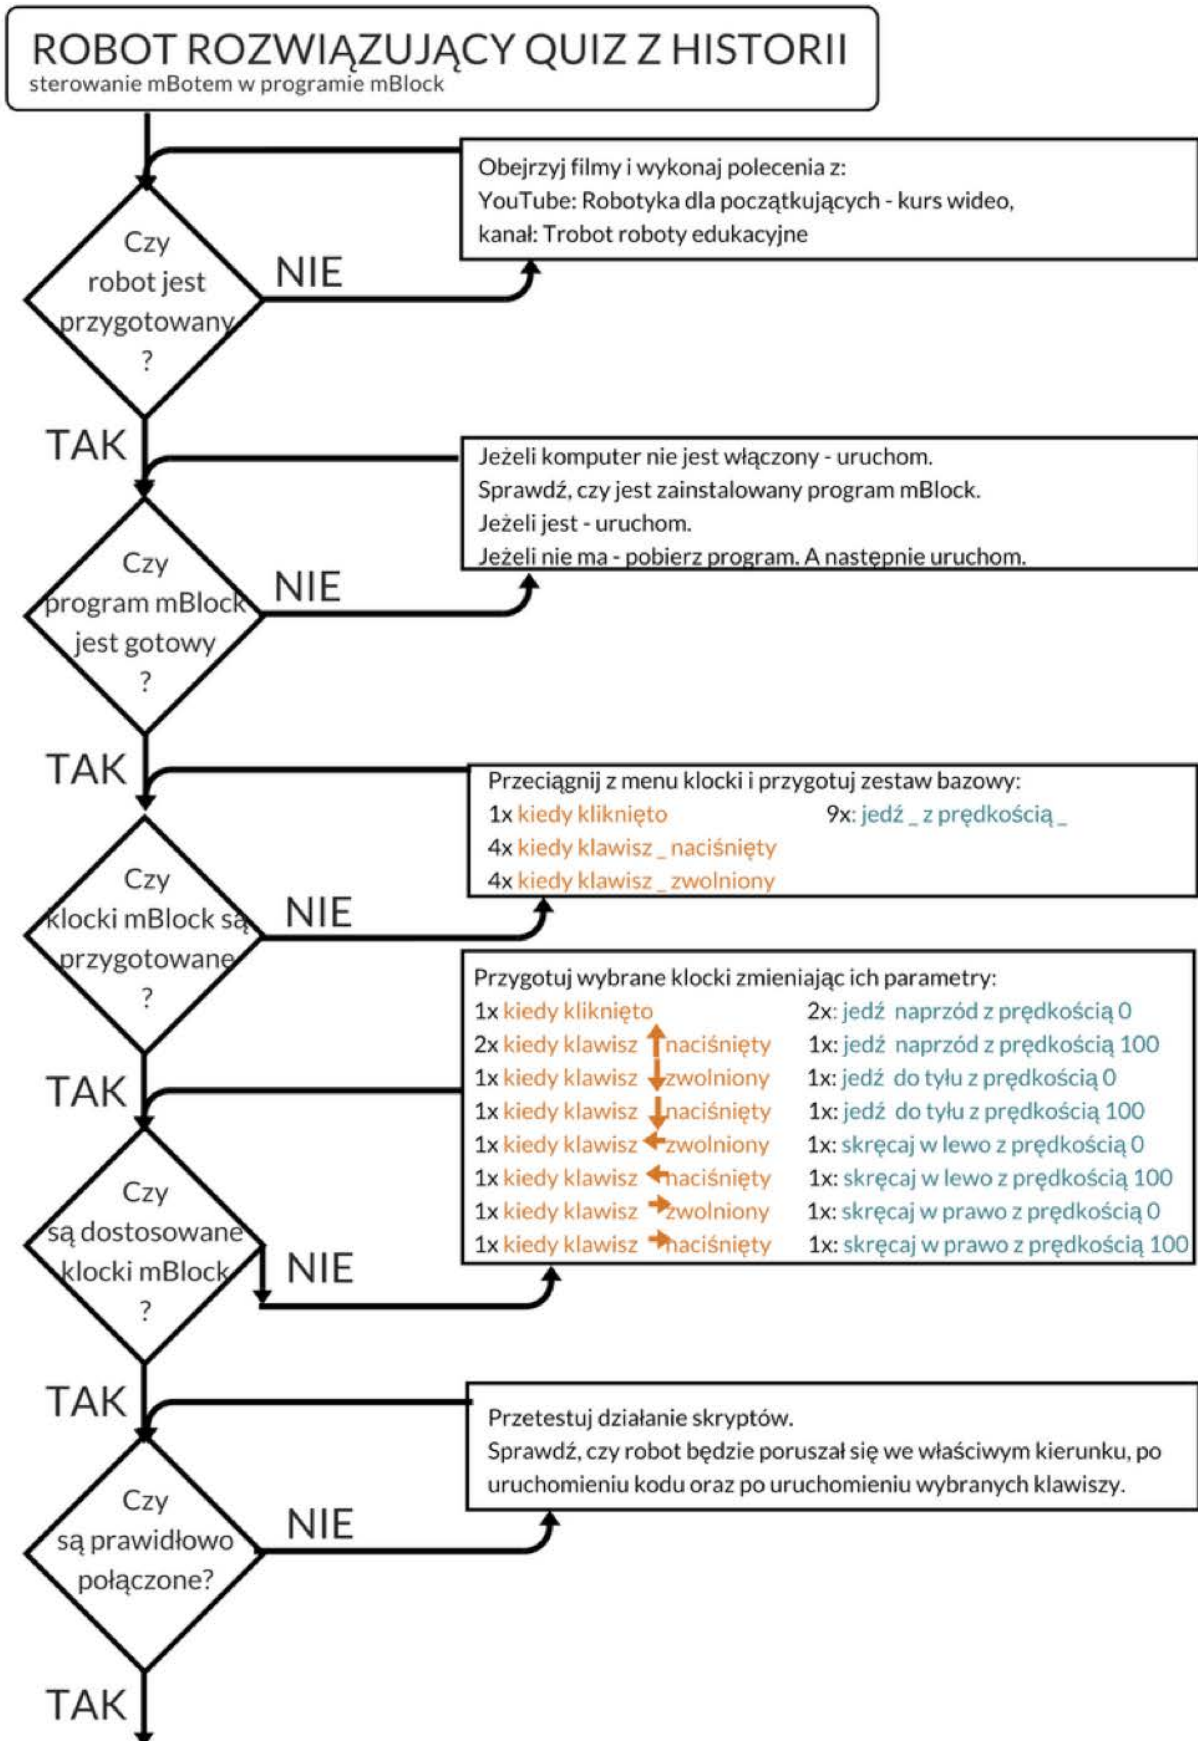 ROBOT ROZWIĄZUJĄCY QUIZ Z HISTORII
sterowanie mBotem w programie mBlock
Obejrzyj filmy i wykonaj polecenia z:
YouTube: Robotyka dla początkujących - kurs wideo,
kanał: Trobot roboty edukacyjne
Czy
robot jest
przygotowany
?
NIE
TAK
Jeżeli komputer nie jest włączony - uruchom.
Sprawdź, czy jest zainstalowany program mBlock.
Jeżeli jest - uruchom.
Jeżeli nie ma - pobierz program. A następnie uruchom.
Czy
program mBlock
jest gotowy
?
NIE
TAK
Przeciągnij z menu klocki i przygotuj zestaw bazowy:
1x kiedy kliknięto 9x: jedź _ z prędkością _
4x kiedy klawisz _ naciśnięty
4x kiedy klawisz _ zwolniony
Czy
klocki mBlock są
przygotowane
?
NIE
TAK
Przygotuj wybrane klocki zmieniając ich parametry:
1x kiedy kliknięto 2x: jedź naprzód z prędkością 0
2x kiedy klawisz ↑ naciśnięty 1x: jedź naprzód z prędkością 100
1x kiedy klawisz ↓ zwolniony 1x: jedź do tyłu z prędkością 0
1x kiedy klawisz ↓ naciśnięty 1x: jedź do tyłu z prędkością 100
1x kiedy klawisz ← zwolniony 1x: skręcaj w lewo z prędkością 0
1x kiedy klawisz ← naciśnięty 1x: skręcaj w lewo z prędkością 100
1x kiedy klawisz → zwolniony 1x: skręcaj w prawo z prędkością 0
1x kiedy klawisz → naciśnięty 1x: skręcaj w prawo z prędkością 100
Czy
są dostosowane
klocki mBlock
?
NIE
TAK
Przetestuj działanie skryptów.
Sprawdź, czy robot będzie poruszał się we właściwym kierunku, po
uruchomieniu kodu oraz po uruchomieniu wybranych klawiszy.
Czy
są prawidłowo
połączone?
NIE
TAK